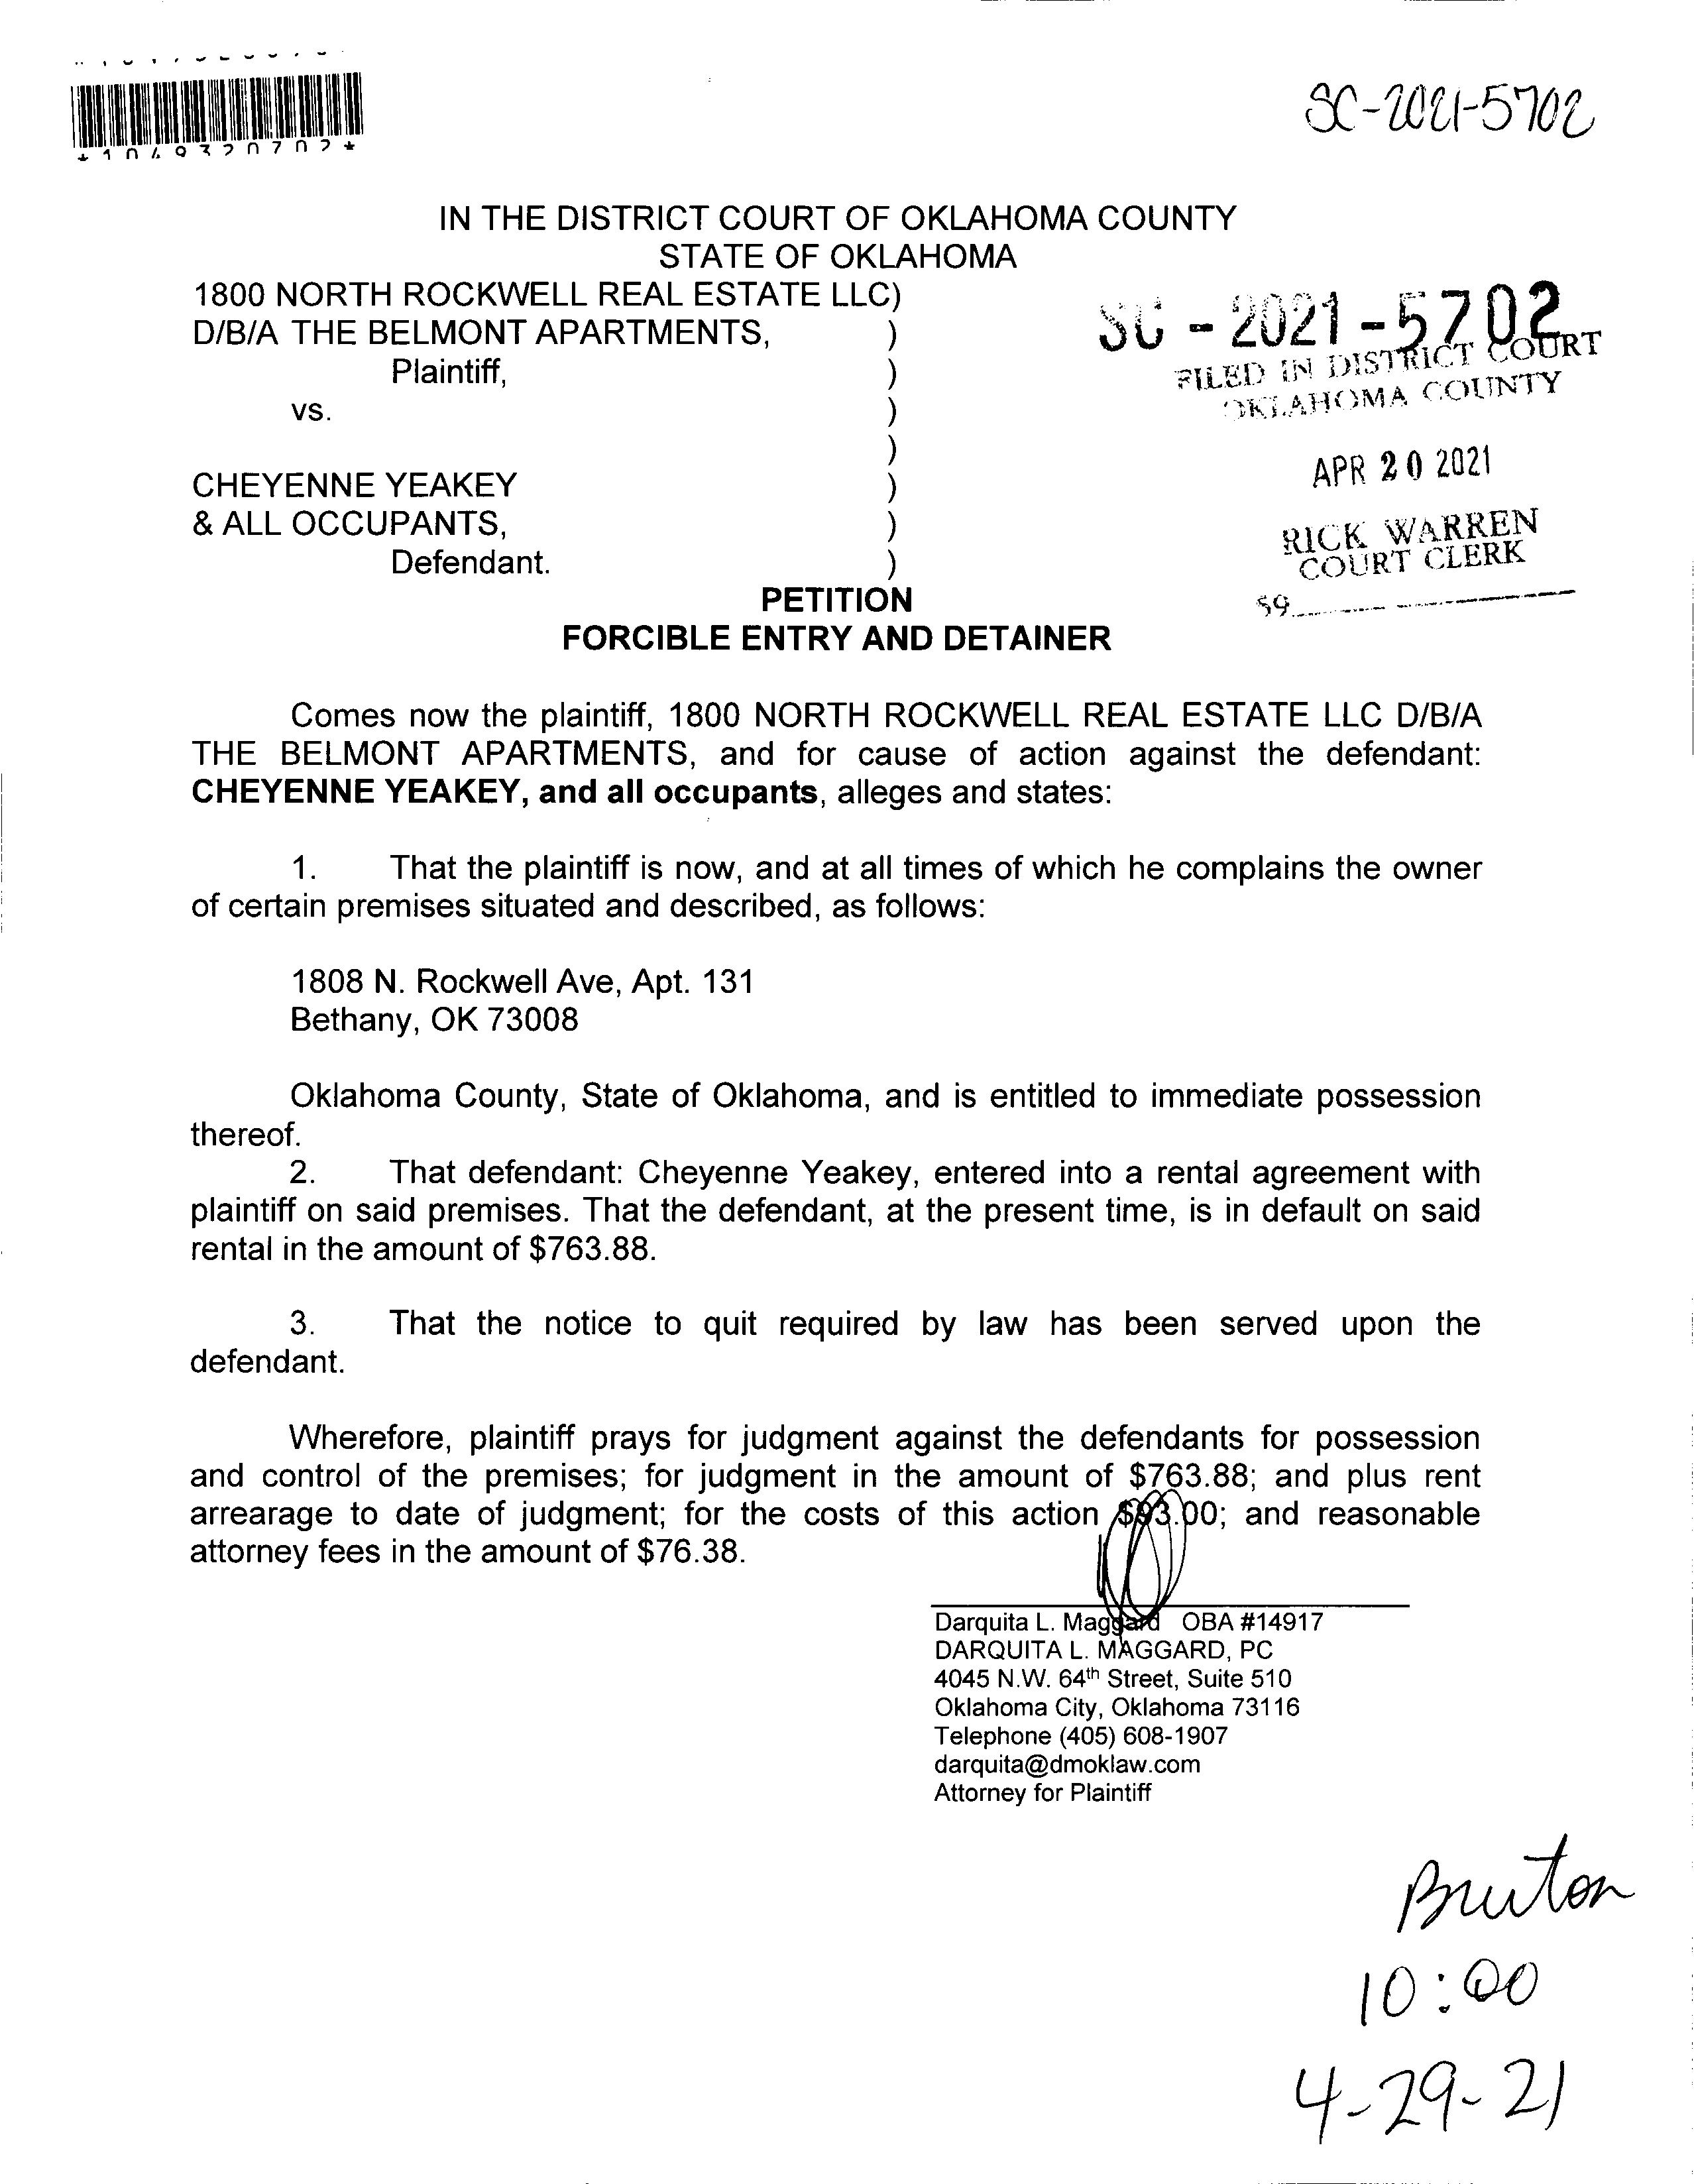 *1049320702*
SC-2021-5702
IN THE DISTRICT COURT OF OKLAHOMA COUNTY
STATE OF OKLAHOMA
1800 NORTH ROCKWELL REAL ESTATE LLC)
D/B/A THE BELMONT APARTMENTS, )
Plaintiff, )
vs. )
)
CHEYENNE YEAKEY )
& ALL OCCUPANTS, )
Defendant. )
SC - 2021 - 5702
FILED IN DISTRICT COURT
OKLAHOMA COUNTY
APR 20 2021
RICK WARREN
COURT CLERK
59
PETITION
FORCIBLE ENTRY AND DETAINER
Comes now the plaintiff, 1800 NORTH ROCKWELL REAL ESTATE LLC D/B/A
THE BELMONT APARTMENTS, and for cause of action against the defendant:
CHEYENNE YEAKEY, and all occupants, alleges and states:
1. That the plaintiff is now, and at all times of which he complains the owner
of certain premises situated and described, as follows:
1808 N. Rockwell Ave, Apt. 131
Bethany, OK 73008
Oklahoma County, State of Oklahoma, and is entitled to immediate possession
thereof.
2. That defendant: Cheyenne Yeakey, entered into a rental agreement with
plaintiff on said premises. That the defendant, at the present time, is in default on said
rental in the amount of $763.88.
3. That the notice to quit required by law has been served upon the
defendant.
Wherefore, plaintiff prays for judgment against the defendants for possession
and control of the premises; for judgment in the amount of $763.88; and plus rent
arrearage to date of judgment; for the costs of this action $93.00; and reasonable
attorney fees in the amount of $76.38.
Darquita L. Maggard OBA #14917
DARQUITA L. MAGGARD, PC
4045 N.W. 64th Street, Suite 510
Oklahoma City, Oklahoma 73116
Telephone (405) 608-1907
darquita@dmoklaw.com
Attorney for Plaintiff
Bruton
10:00
4-29-21